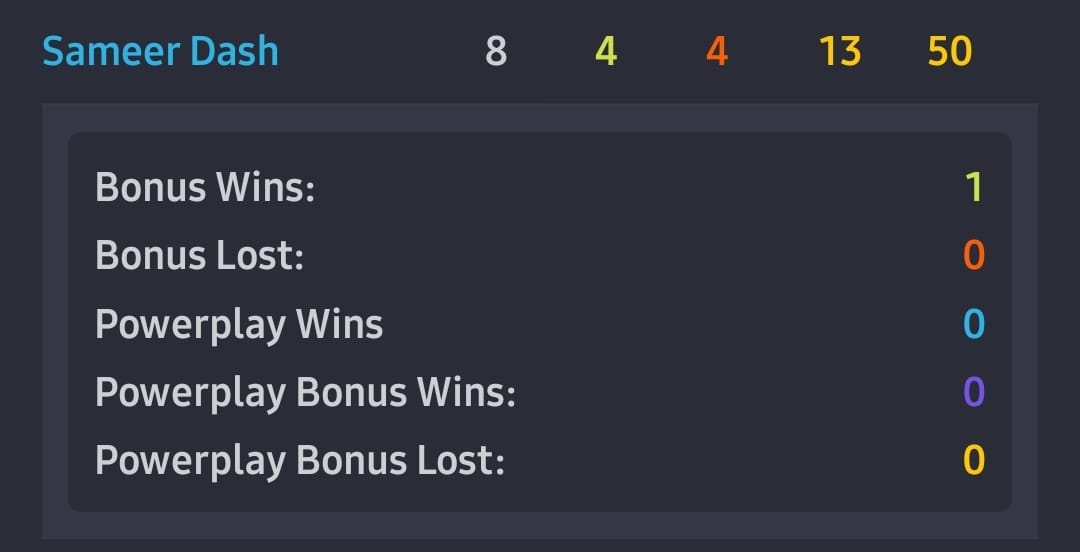 Sameer Dash 8 4 4 13 50
Bonus Wins: 1
Bonus Lost: 0
Powerplay Wins 0
Powerplay Bonus Wins: 0
Powerplay Bonus Lost: 0